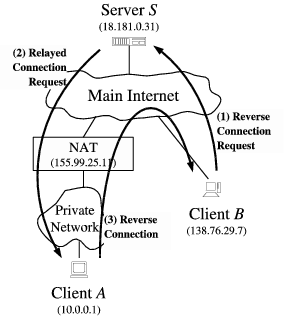 Server S
(18.181.0.31)
(2) Relayed
Connection
Request
Main Internet
(1) Reverse
Connection
Request
NAT
(155.99.25.11)
Private
Network
(3) Reverse
Connection
Client B
(138.76.29.7)
Client A
(10.0.0.1)